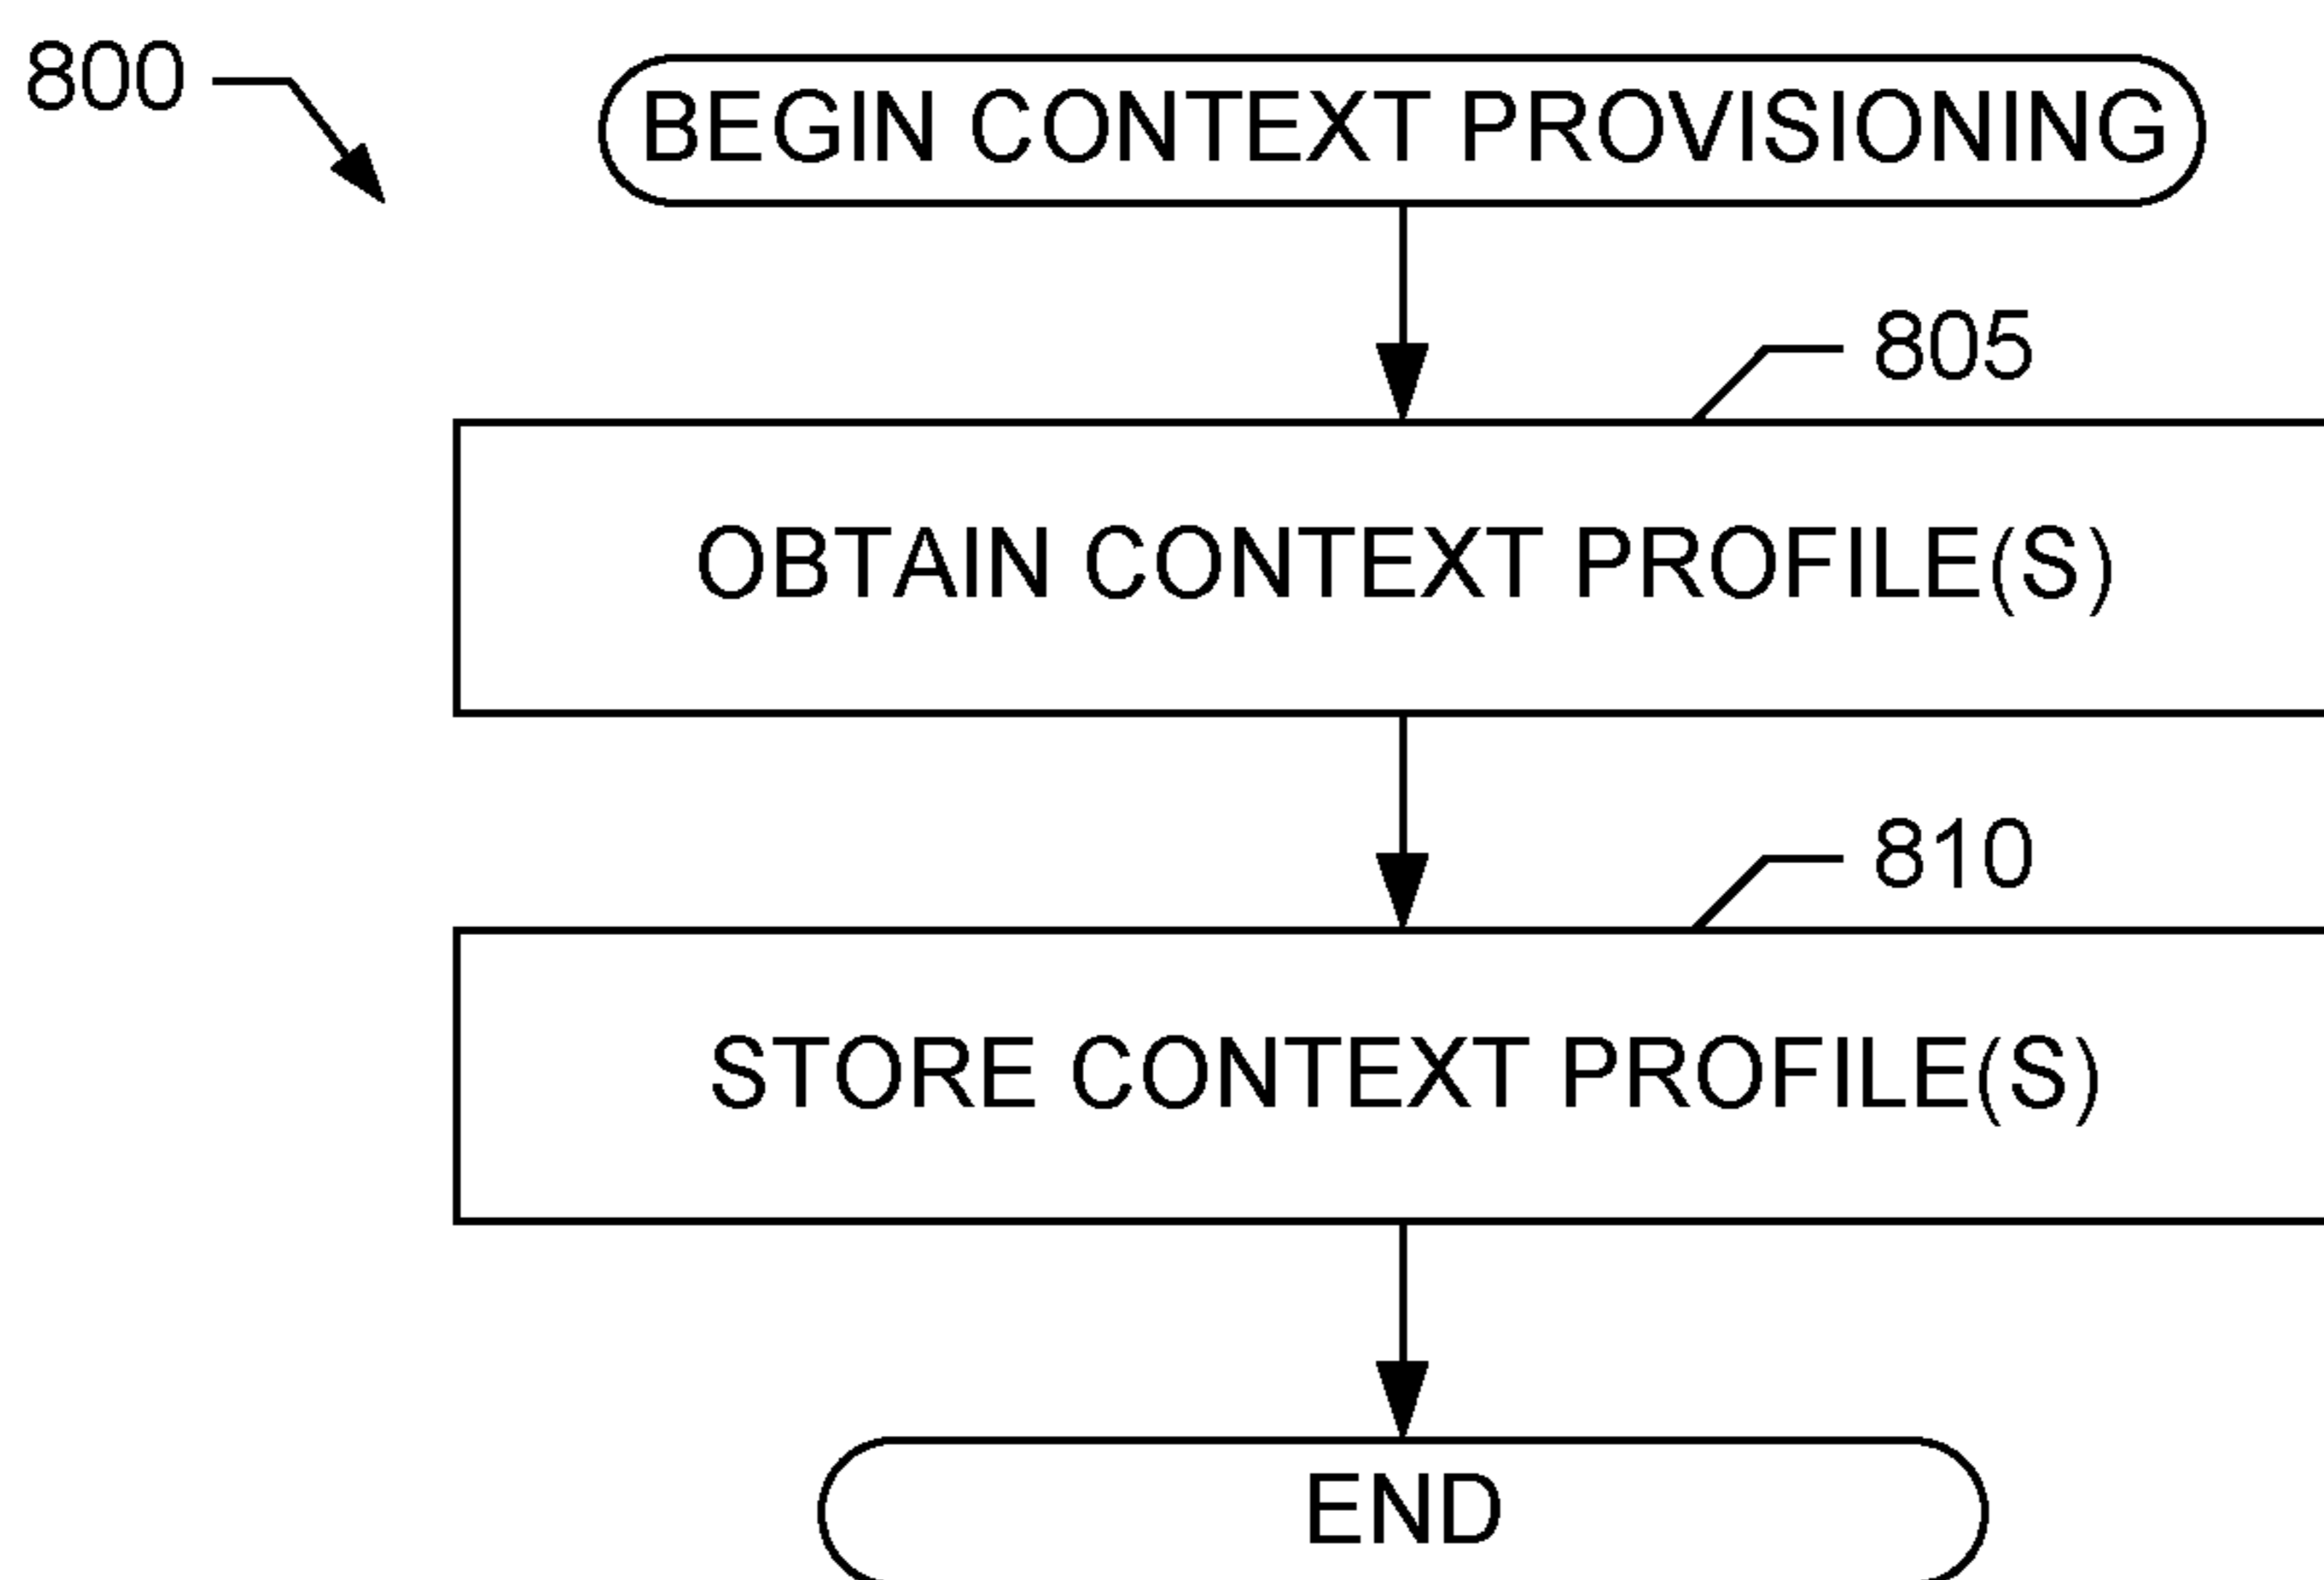 800
BEGIN CONTEXT PROVISIONING
805
OBTAIN CONTEXT PROFILE(S)
810
STORE CONTEXT PROFILE(S)
END